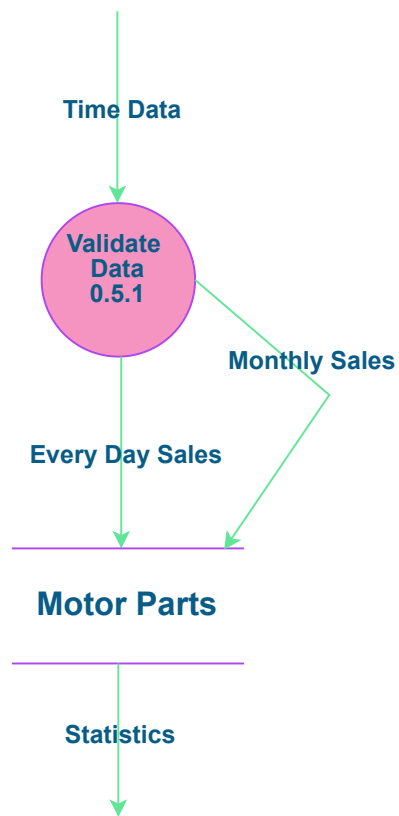 Time Data
Validate
Data
0.5.1
Monthly Sales
Every Day Sales
Motor Parts
Statistics